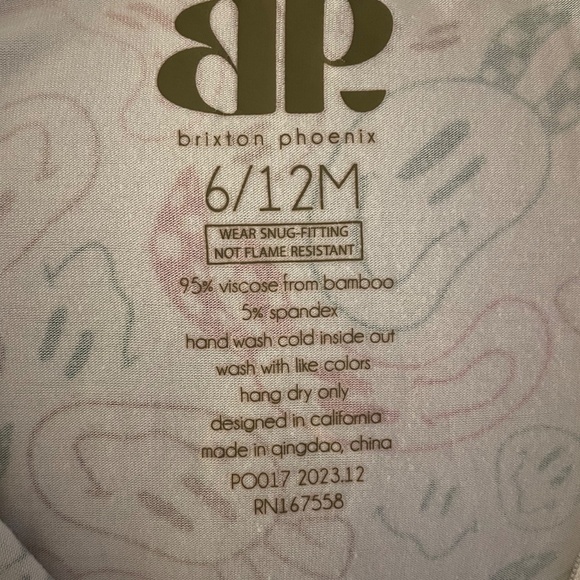 BP.
brixton phoenix
6/12M
WEAR SNUG-FITTING
NOT FLAME RESISTANT
95% viscose from bamboo
5% spandex
hand wash cold inside out
wash with like colors
hang dry only
designed in california
made in qingdao, china
PO017 2023.12
RN167558